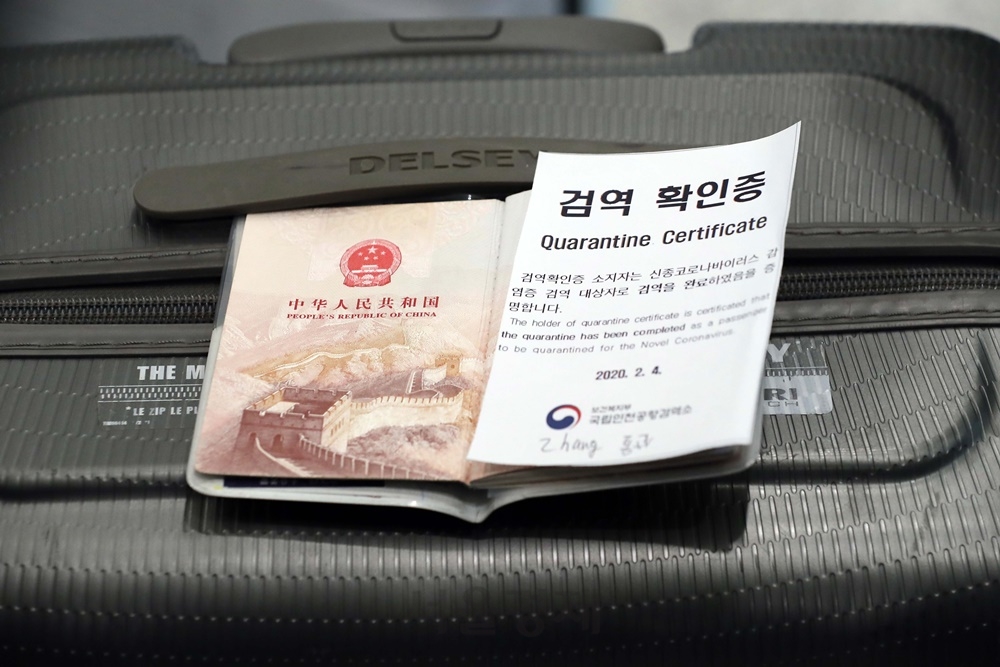 DELSEY
中华人民共和国
PEOPLE'S REPUBLIC OF CHINA
검역 확인증
Quarantine Certificate
검역확인증 소지자는 신종코로나바이러스 감
염증 검역 대상자로 검역을 완료하였음을 증
명합니다.
The holder of quarantine certificate is certificated that
the quarantine has been completed as a passenger
to be quarantined for the Novel Coronavirus.
2020. 2. 4.
보건복지부
국립인천공항검역소
Zhang
THE M
"LE ZIP LE PL
Y
RI